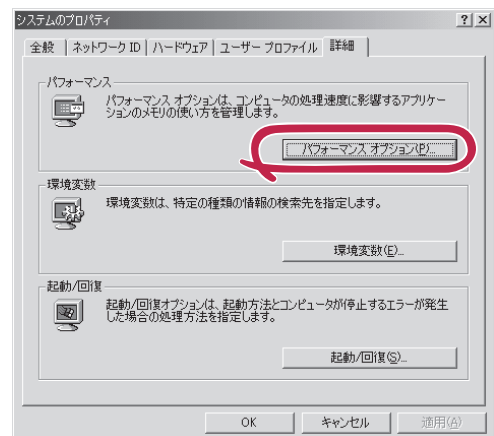 システムのプロパティ
全般
ネットワーク ID
ハードウェア
ユーザー プロファイル
詳細
パフォーマンス
パフォーマンス オプションは、コンピュータの処理速度に影響するアプリケー
ションのメモリの使い方を管理します。
パフォーマンス オプション(P)...
環境変数
環境変数は、特定の種類の情報の検索先を指定します。
環境変数(E)...
起動/回復
起動/回復オプションは、起動方法とコンピュータが停止するエラーが発生
した場合の処理方法を指定します。
起動/回復(S)...
OK
キャンセル
適用(A)